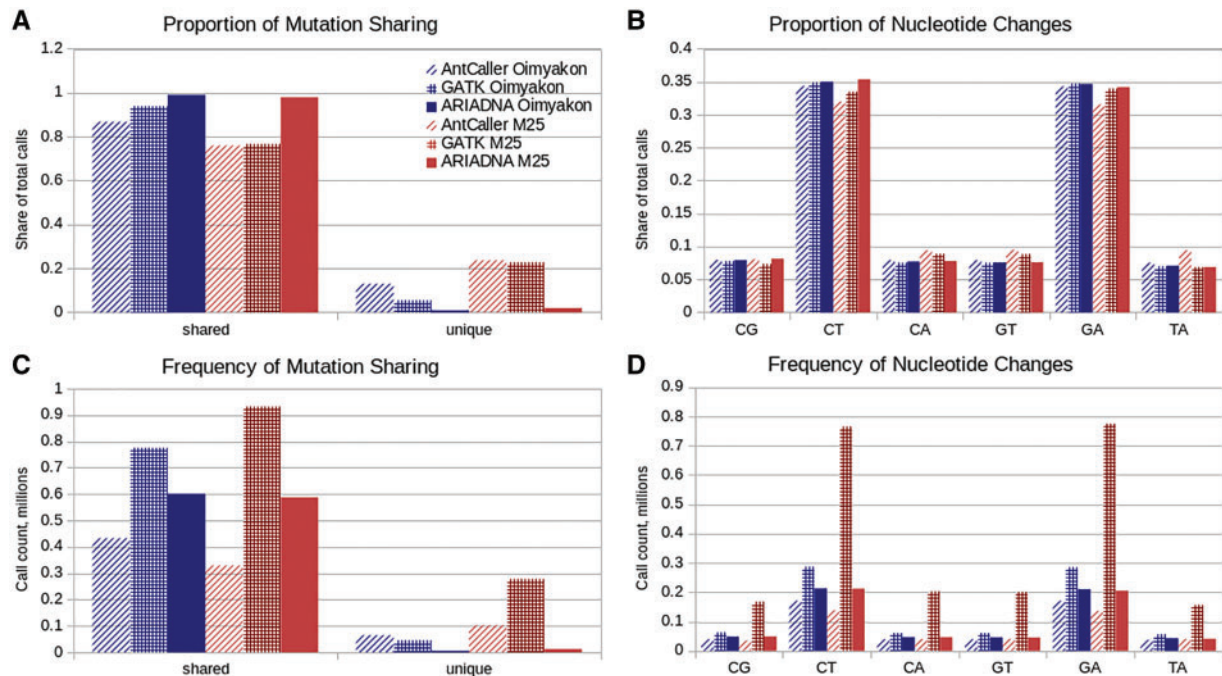 A
Proportion of Mutation Sharing
1.2
1
0.8
0.6
0.4
0.2
0
Share of total calls
AntCaller Oimyakon
GATK Oimyakon
ARIADNA Oimyakon
AntCaller M25
GATK M25
ARIADNA M25
shared
unique
B
Proportion of Nucleotide Changes
0.4
0.35
0.3
0.25
0.2
0.15
0.1
0.05
0
Share of total calls
CG
CT
CA
GT
GA
TA
C
Frequency of Mutation Sharing
1
0.9
0.8
0.7
0.6
0.5
0.4
0.3
0.2
0.1
0
Call count, millions
shared
unique
D
Frequency of Nucleotide Changes
0.9
0.8
0.7
0.6
0.5
0.4
0.3
0.2
0.1
0
Call count, millions
CG
CT
CA
GT
GA
TA